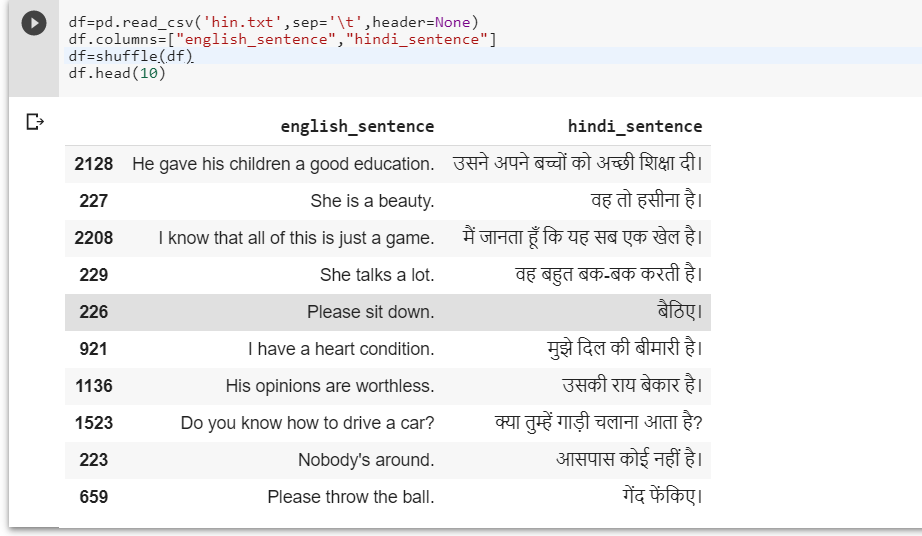 df=pd.read_csv('hin.txt',sep='\t',header=None)
df.columns=["english_sentence","hindi_sentence"]
df=shuffle(df)
df.head(10)
english_sentence hindi_sentence
2128 He gave his children a good education. उसने अपने बच्चों को अच्छी शिक्षा दी।
227 She is a beauty. वह तो हसीना है।
2208 I know that all of this is just a game. मैं जानता हूँ कि यह सब एक खेल है।
229 She talks a lot. वह बहुत बक-बक करती है।
226 Please sit down. बैठिए।
921 I have a heart condition. मुझे दिल की बीमारी है।
1136 His opinions are worthless. उसकी राय बेकार है।
1523 Do you know how to drive a car? क्या तुम्हें गाड़ी चलाना आता है?
223 Nobody's around. आसपास कोई नहीं है।
659 Please throw the ball. गेंद फेंकिए।